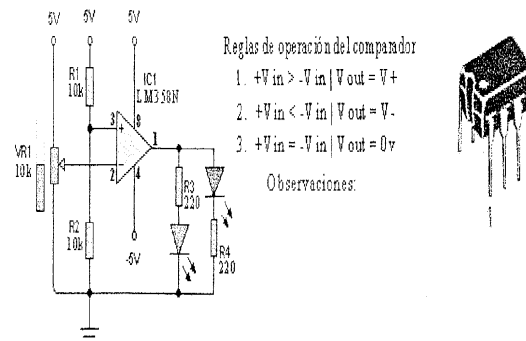 5V 5V 5V
R1
10k
IC1
LM358N
3 + 8
1
2 - 4
VR1
10k
R2
10k
-5V
R3
220
R4
220
Reglas de operación del comparador
1. +Vin > -Vin | Vout = V+
2. +Vin < -Vin | Vout = V-
3. +Vin = -Vin | Vout = 0v
Observaciones:
1